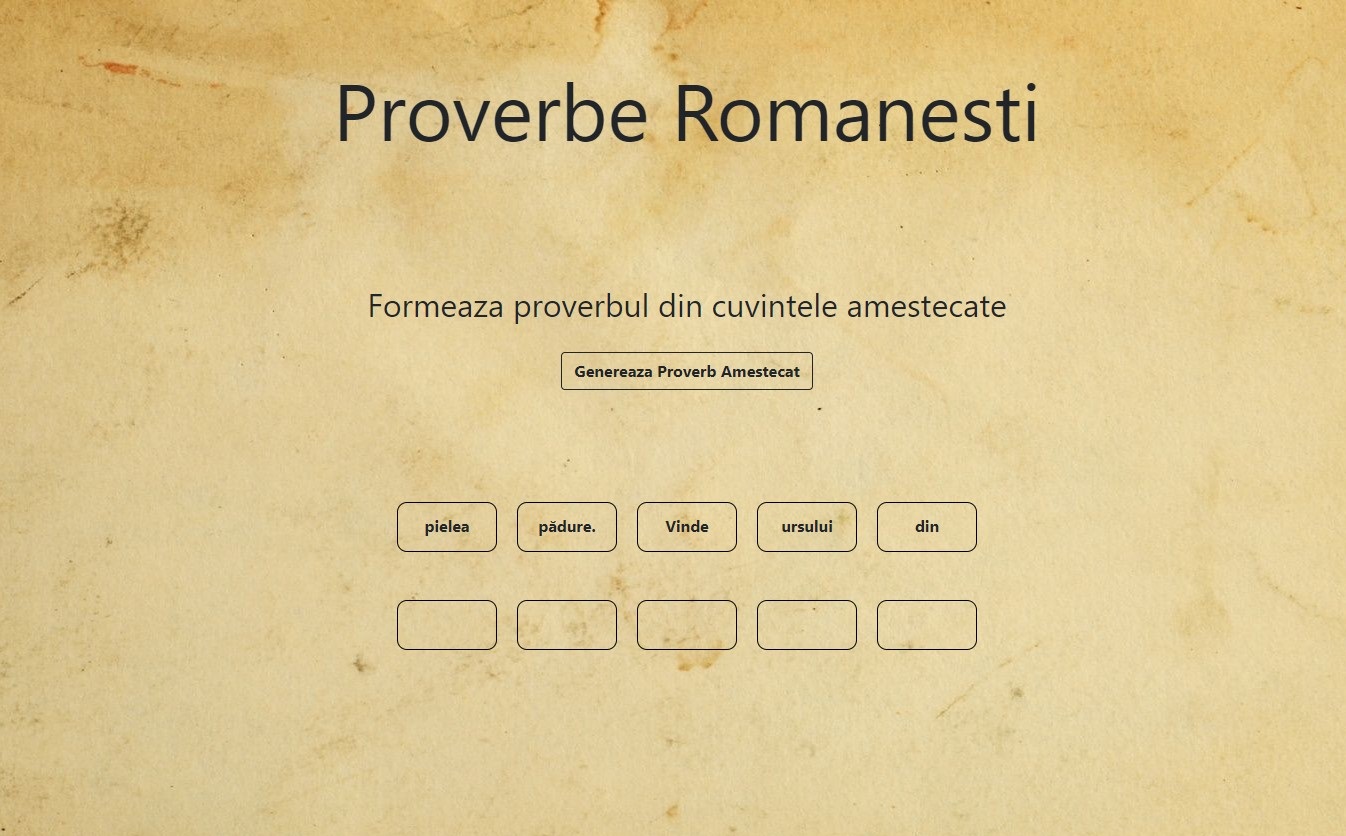 Proverbe Romanesti
Formeaza proverbul din cuvintele amestecate
Genereaza Proverb Amestecat
pielea pădure. Vinde ursului din